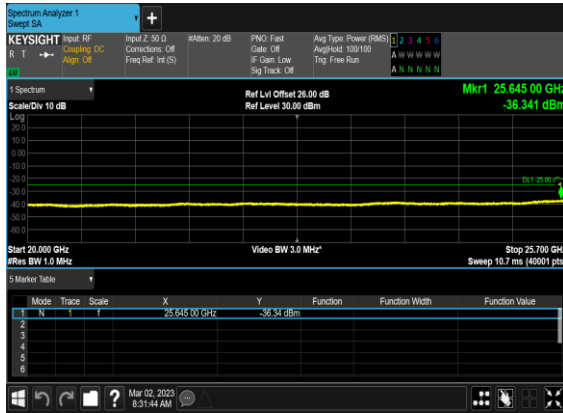 Spectrum Analyzer 1
Swept SA
KEYSIGHT
R T
Input: RF
Coupling: DC
Align: Off
Input Z: 50 Ω
Corrections: Off
Freq Ref: Int (S)
#Atten: 20 dB
PNO: Fast
Gate: Off
IF Gain: Low
Sig Track: Off
Avg Type: Power (RMS)
Avg|Hold: 100/100
Trig: Free Run
1 2 3 4 5 6
A W W W W W
A N N N N N
1 Spectrum
Scale/Div 10 dB
Ref Lvl Offset 26.00 dB
Ref Level 30.00 dBm
Mkr1 25.645 00 GHz
-36.341 dBm
Log
20.0
10.0
0.00
-10.0
-20.0
-30.0
-40.0
-50.0
-60.0
DL1 -25.00
Start 20.000 GHz
#Res BW 1.0 MHz
Video BW 3.0 MHz*
Stop 25.700 GHz
Sweep 10.7 ms (40001 pts)
5 Marker Table
Mode Trace Scale X Y Function Function Width Function Value
1 N 1 f 25.645 00 GHz -36.34 dBm
2
3
4
5
6
Mar 02, 2023
8:31:44 AM